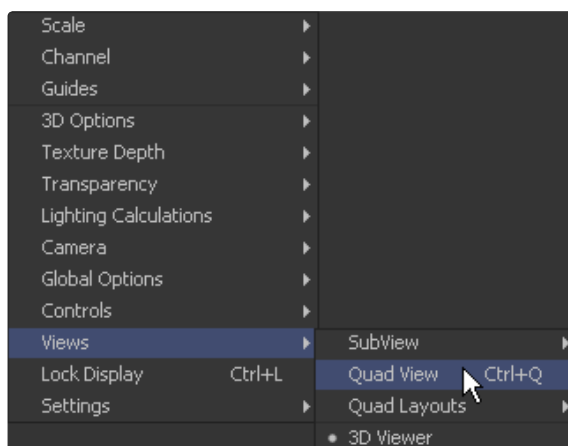 Scale
Channel
Guides
3D Options
Texture Depth
Transparency
Lighting Calculations
Camera
Global Options
Controls
Views
Lock Display Ctrl+L
Settings
SubView
Quad View Ctrl+Q
Quad Layouts
3D Viewer